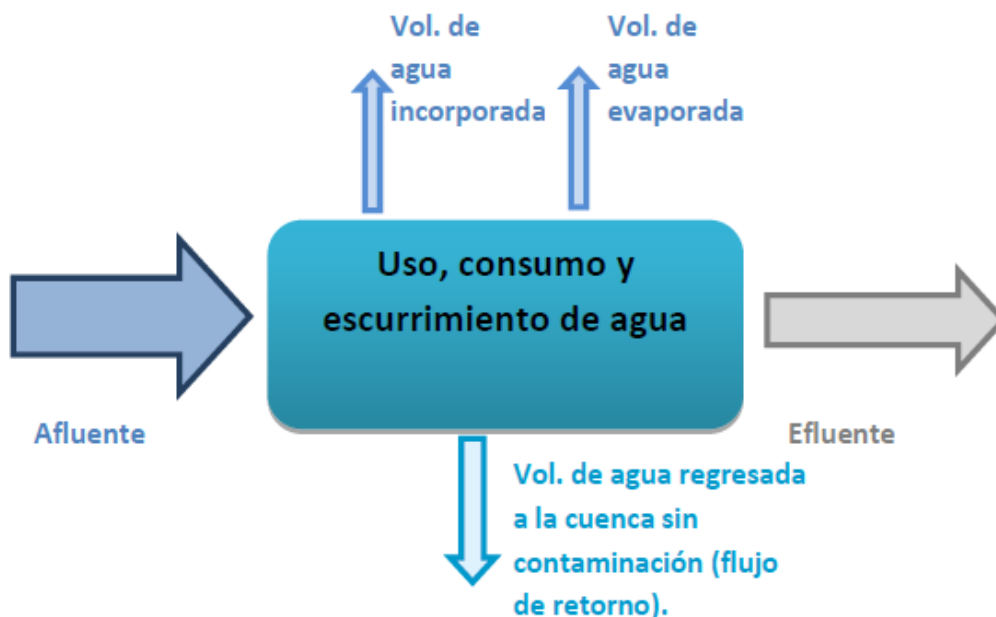 Vol. de
agua
incorporada
Vol. de
agua
evaporada
Uso, consumo y
escurrimiento de agua
Afluente
Efluente
Vol. de agua regresada
a la cuenca sin
contaminación (flujo
de retorno).